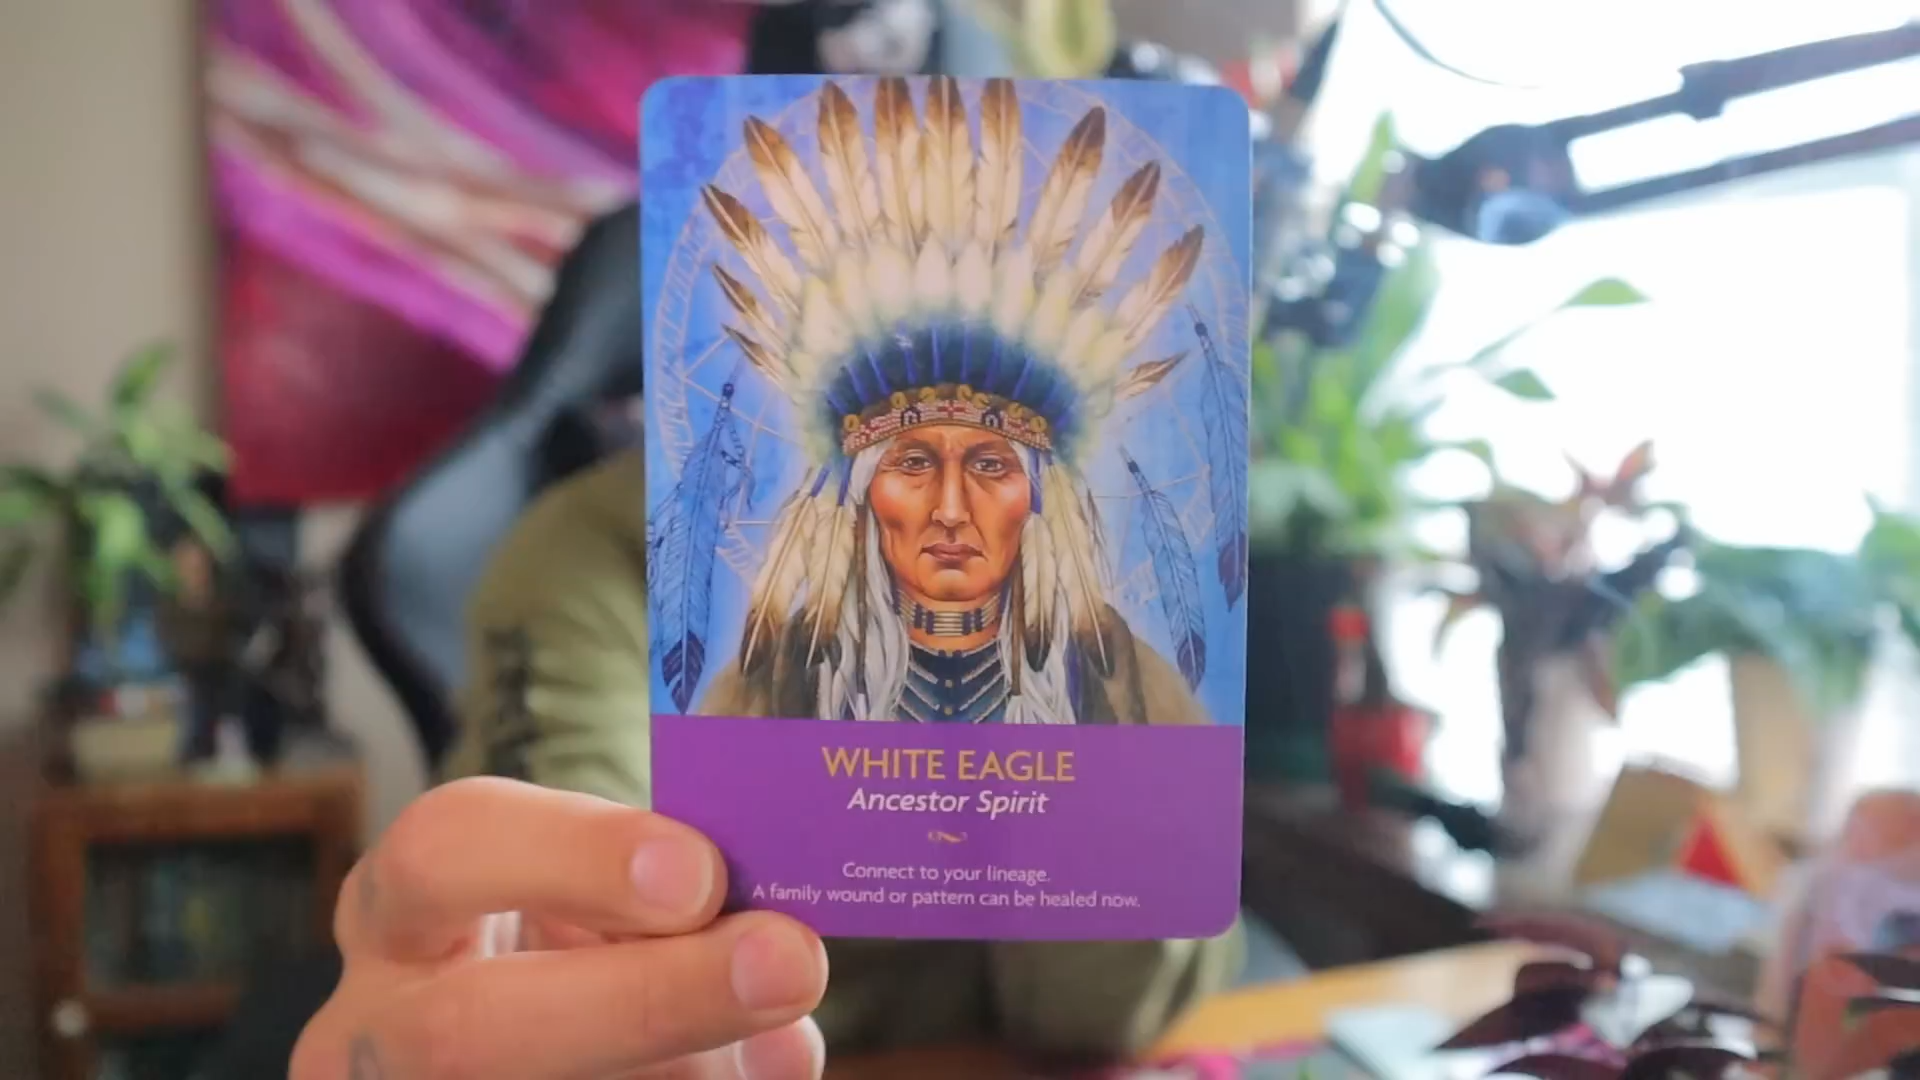 WHITE EAGLE
Ancestor Spirit
Connect to your lineage.
A family wound or pattern can be healed now.